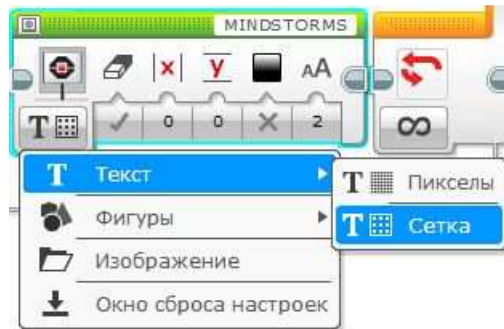 MINDSTORMS
x y AA
T 0 0 2 ∞
T Текст T Пикселы
Фигуры T Сетка
Изображение
Окно сброса настроек